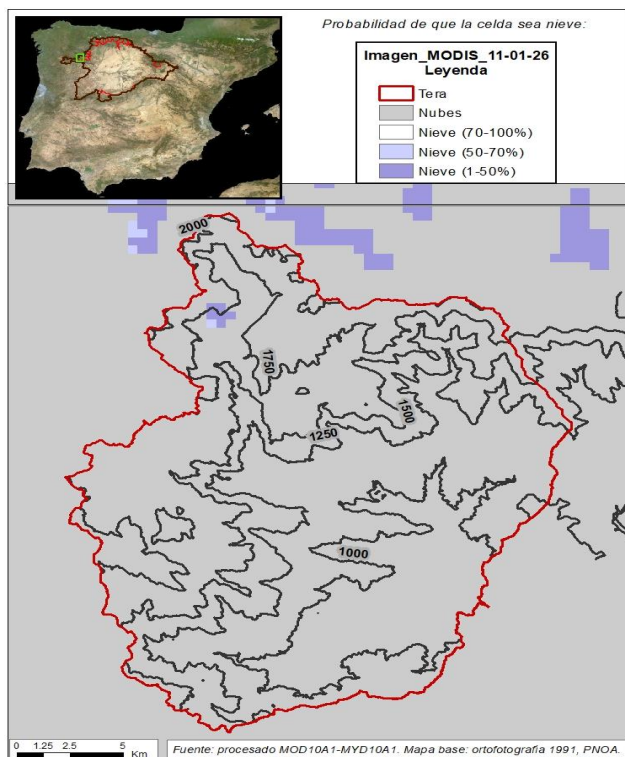 Probabilidad de que la celda sea nieve:
Imagen_MODIS_11-01-26
Leyenda
Tera
Nubes
Nieve (70-100%)
Nieve (50-70%)
Nieve (1-50%)
2000
1750
1500
1250
1000
0 1.25 2.5 5
Km
Fuente: procesado MOD10A1-MYD10A1. Mapa base: ortofotografía 1991, PNOA.